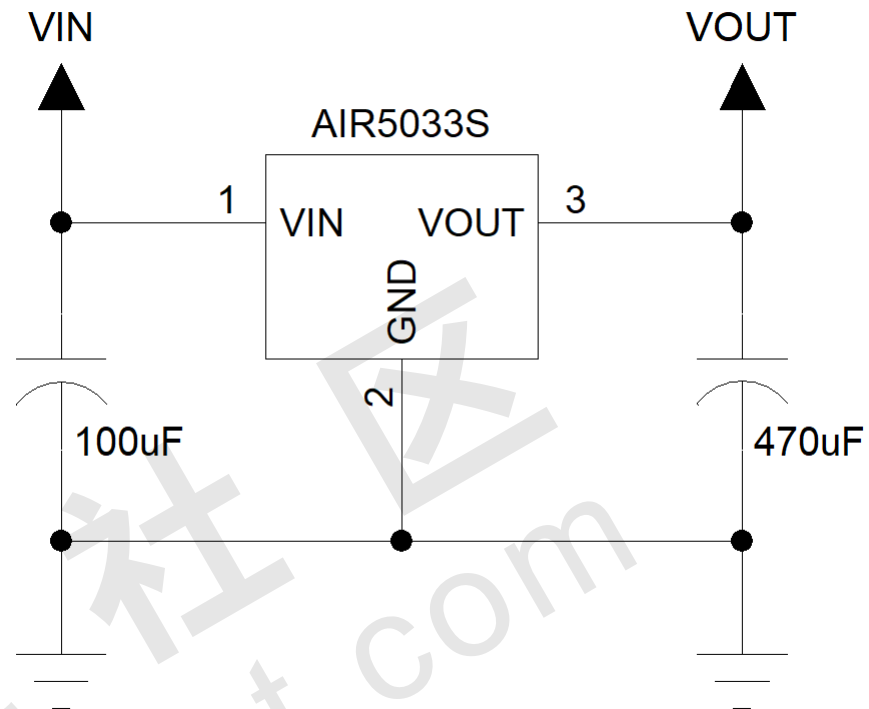 VIN
VOUT
AIR5033S
1
3
VIN
VOUT
GND
2
100uF
470uF
社区
com